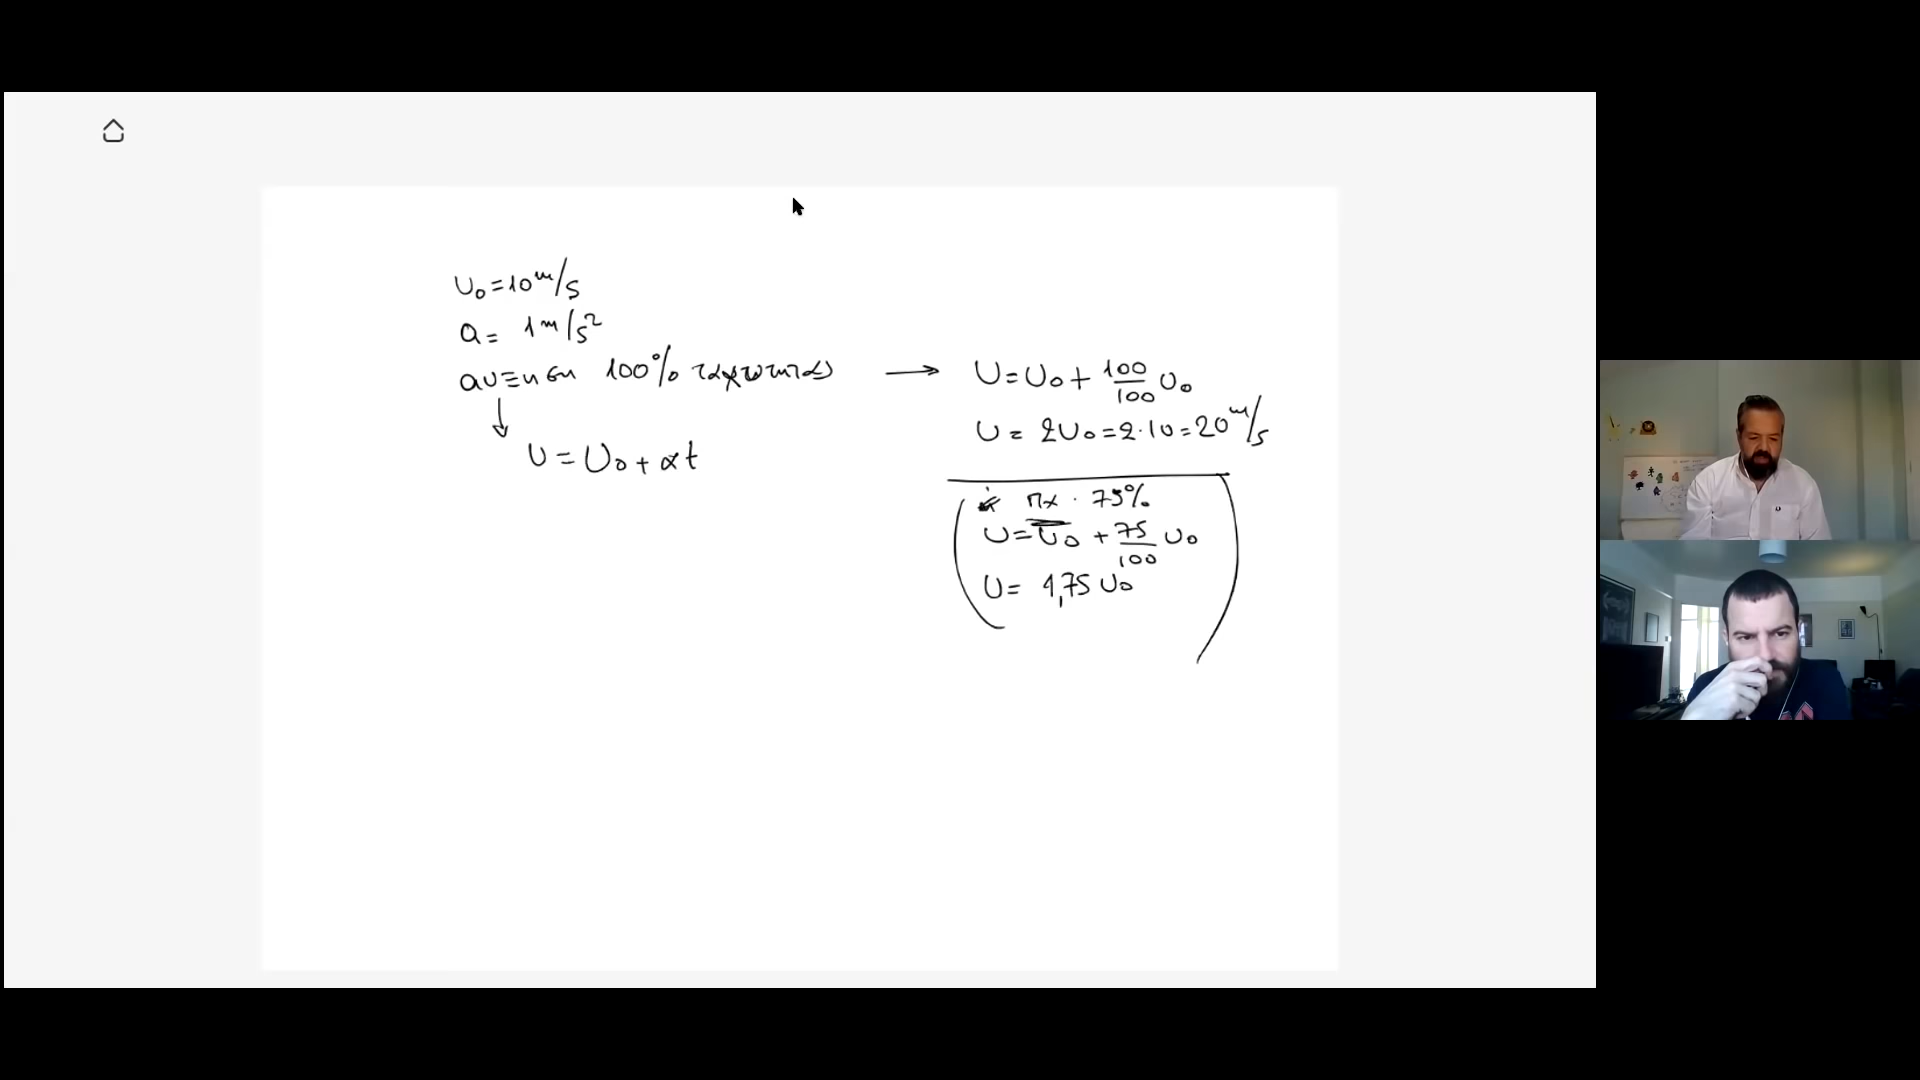 υ₀ = 10 m/s
a = 1 m/s²
αύξηση 100% ταχύτητας → υ = υ₀ + 100/100 υ₀
υ = 2υ₀ = 2·10 = 20 m/s
↓
υ = υ₀ + αt
* πχ · 75%
υ = υ₀ + 75/100 υ₀
υ = 1,75 υ₀